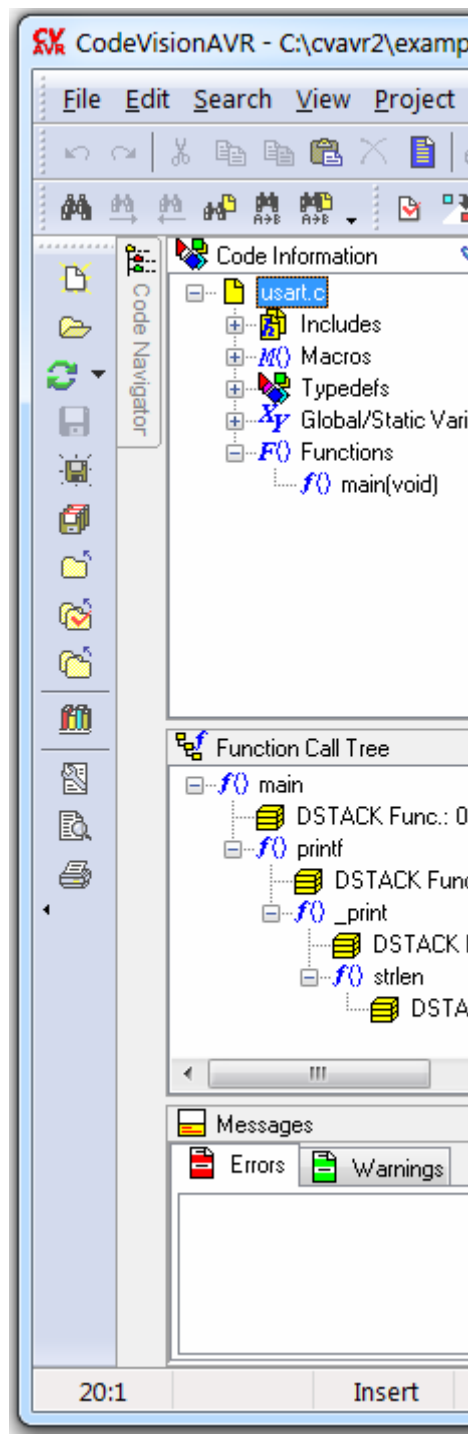 CodeVisionAVR - C:\cvavr2\examp
File Edit Search View Project
A→B A→B
Code Navigator
Code Information
usart.c
Includes
M() Macros
Typedefs
Global/Static Vari
F() Functions
f() main(void)
Function Call Tree
f() main
DSTACK Func.: 0
f() printf
DSTACK Func
f() _print
DSTACK
f() strlen
DSTA
Messages
Errors Warnings
20:1 Insert